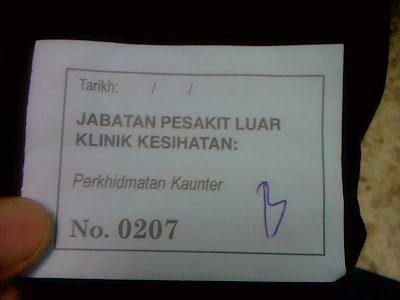 Tarikh: / /
JABATAN PESAKIT LUAR
KLINIK KESIHATAN:
Perkhidmatan Kaunter
No. 0207
B